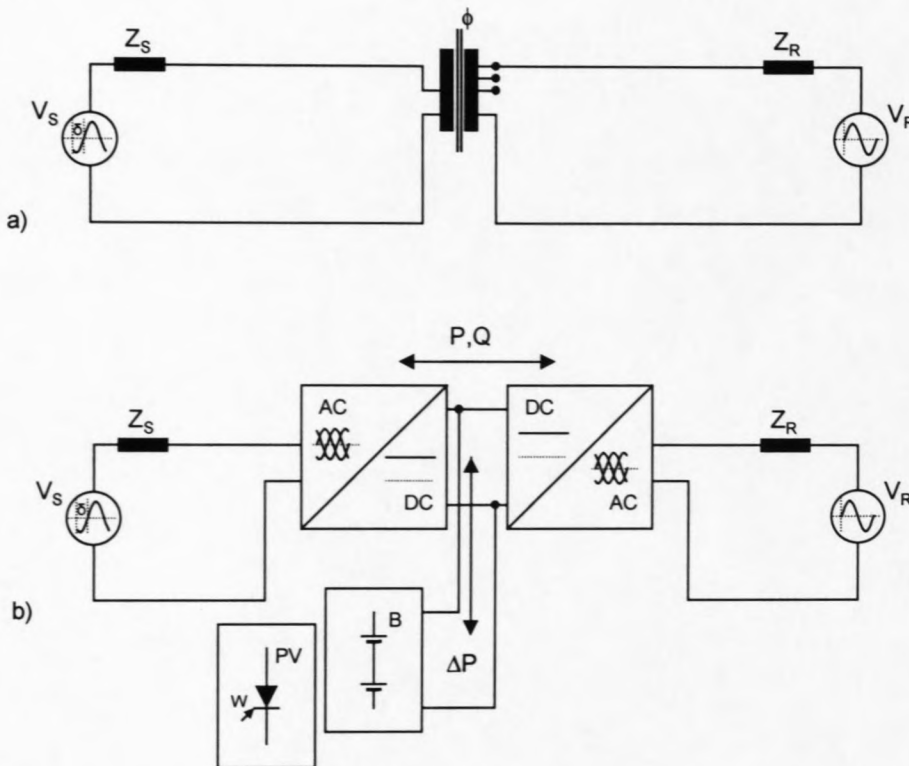 ϕ
Z_S
Z_R
V_S
δ
V_R
a)
P,Q
AC
DC
Z_S
Z_R
V_S
δ
DC
AC
V_R
b)
B
PV
ΔP
W